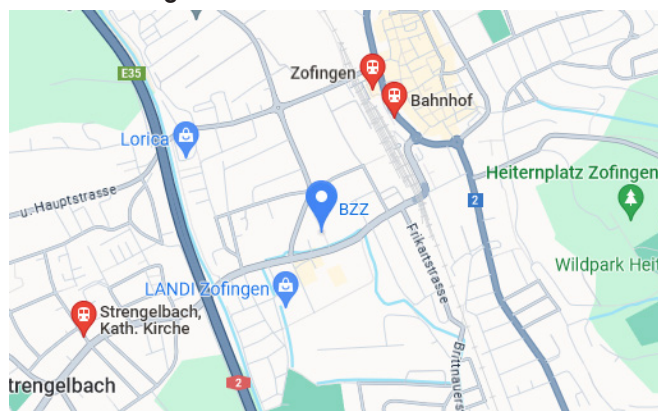 E35
Zofingen
Bahnhof
Lorica
u. Hauptstrasse
BZZ
2
Heiternplatz Zofingen
Wildpark Heit
Frikartstrasse
LANDI Zofingen
Strengelbach,
Kath. Kirche
Brittnauerst
trengelbach
2